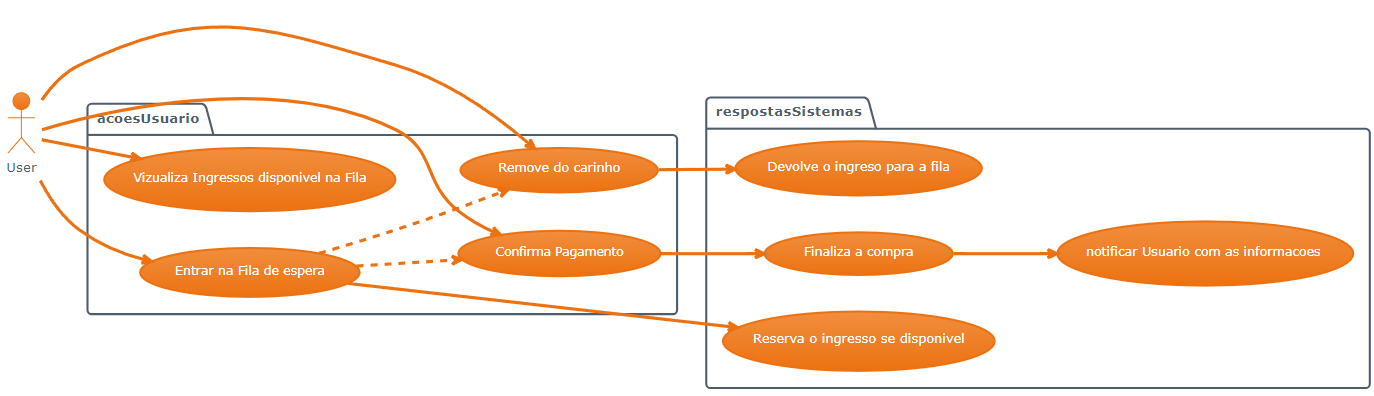 User
acoesUsuario
Vizualiza Ingressos disponivel na Fila
Remove do carinho
Entrar na Fila de espera
Confirma Pagamento
respostasSistemas
Devolve o ingreso para a fila
Finaliza a compra
notificar Usuario com as informacoes
Reserva o ingresso se disponivel